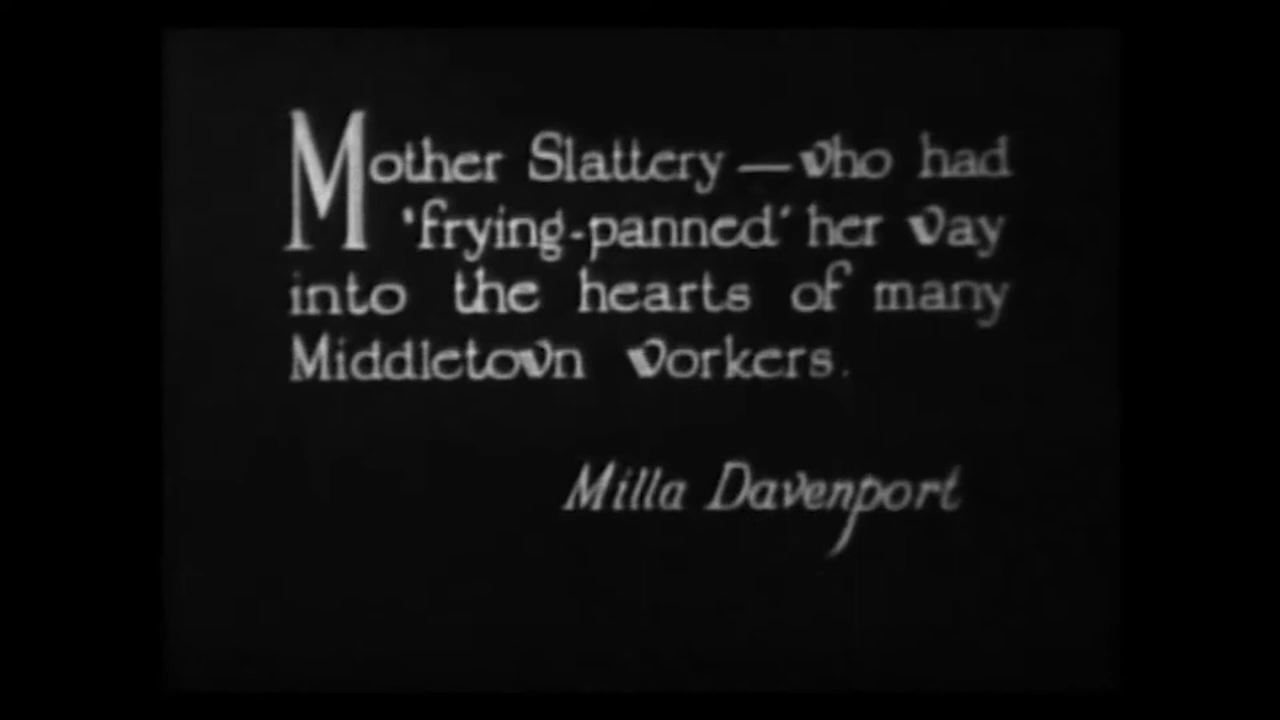 Mother Slattery — who had
'frying-panned' her way
into the hearts of many
Middletown workers.
Milla Davenport